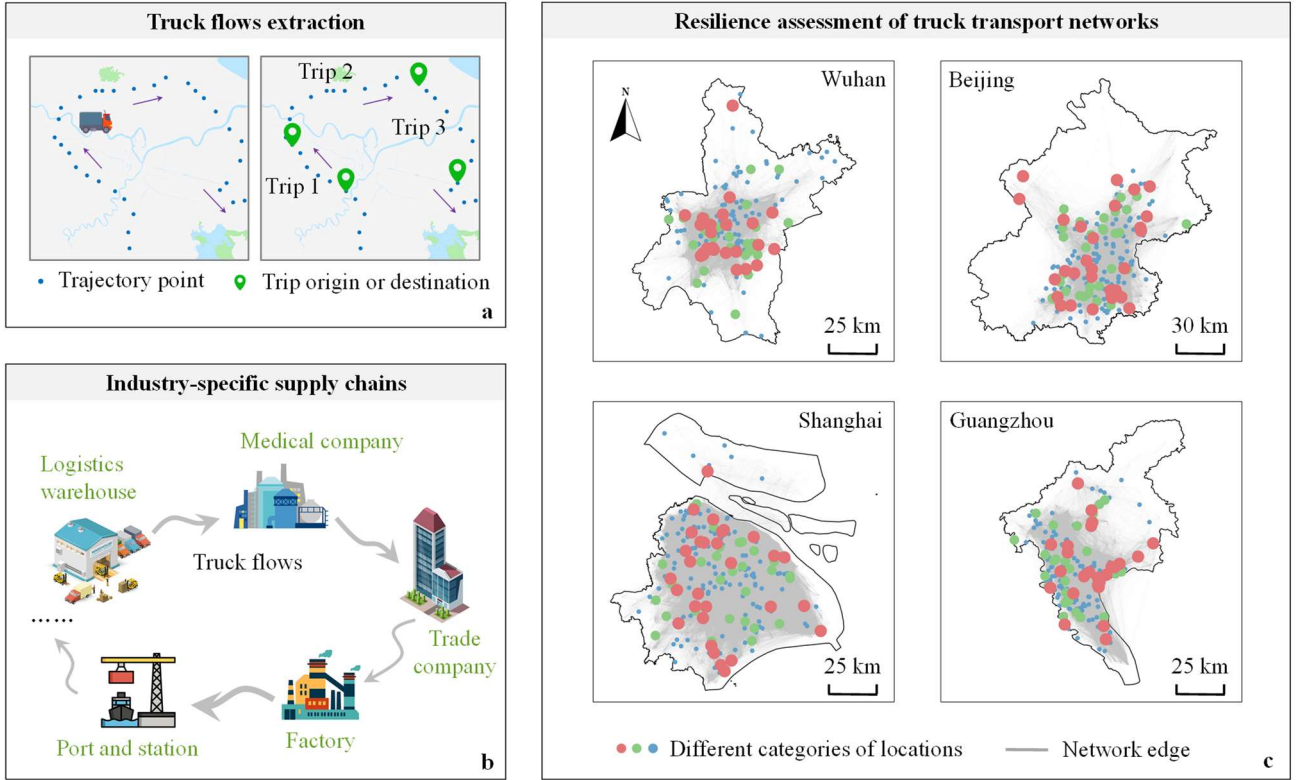 Truck flows extraction
Trip 2
Trip 3
Trip 1
Trajectory point
Trip origin or destination
a
Industry-specific supply chains
Medical company
Logistics
warehouse
Truck flows
……
Trade
company
Port and station
Factory
b
Resilience assessment of truck transport networks
Wuhan
N
25 km
Beijing
30 km
Shanghai
25 km
Guangzhou
25 km
Different categories of locations
Network edge
c